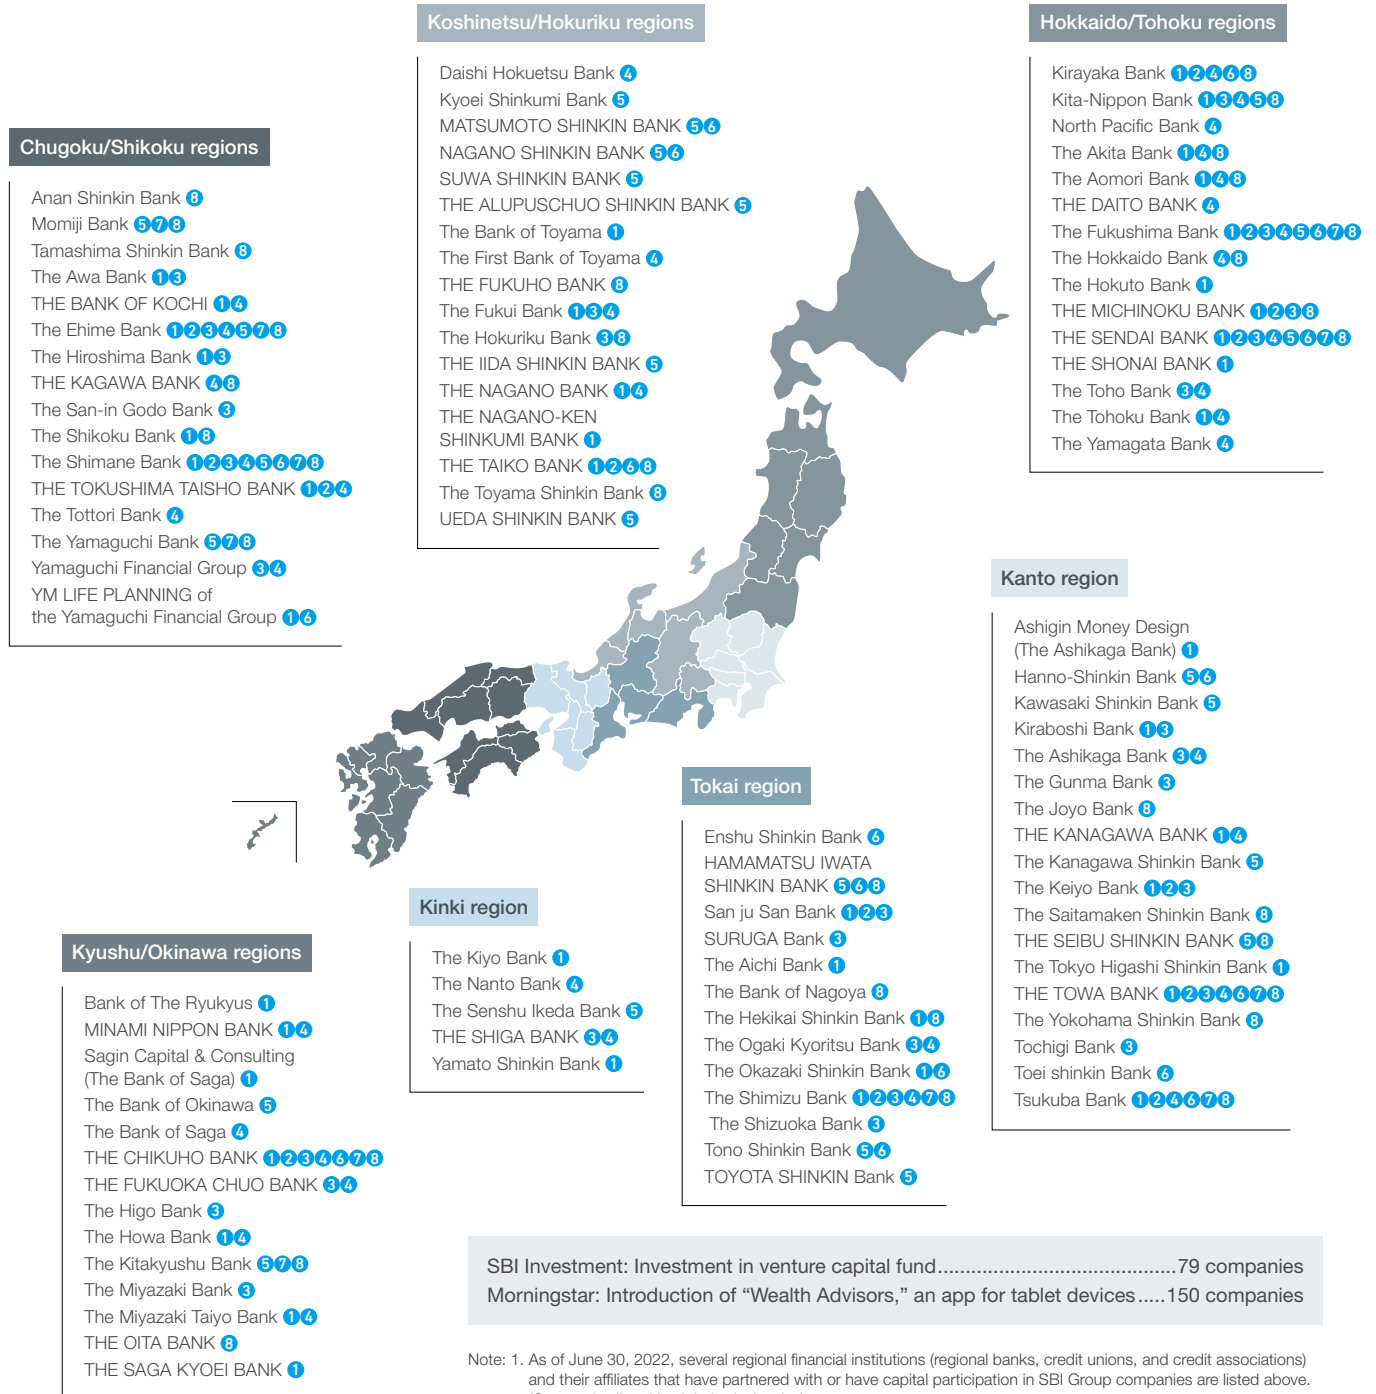 Koshinetsu/Hokuriku regions
Daishi Hokuetsu Bank 4
Kyoei Shinkumi Bank 5
MATSUMOTO SHINKIN BANK 5 6
NAGANO SHINKIN BANK 5 6
SUWA SHINKIN BANK 5
THE ALUPUSCHUO SHINKIN BANK 5
The Bank of Toyama 1
The First Bank of Toyama 4
THE FUKUHO BANK 8
The Fukui Bank 1 3 4
The Hokuriku Bank 3 8
THE IIDA SHINKIN BANK 5
THE NAGANO BANK 1 4
THE NAGANO-KEN
SHINKUMI BANK 1
THE TAIKO BANK 1 2 6 8
The Toyama Shinkin Bank 8
UEDA SHINKIN BANK 5
Hokkaido/Tohoku regions
Kirayaka Bank 1 2 4 6 8
Kita-Nippon Bank 1 3 4 5 8
North Pacific Bank 4
The Akita Bank 1 4 8
The Aomori Bank 1 4 8
THE DAITO BANK 4
The Fukushima Bank 1 2 3 4 5 6 7 8
The Hokkaido Bank 4 8
The Hokuto Bank 1
THE MICHINOKU BANK 1 2 3 8
THE SENDAI BANK 1 2 3 4 5 6 7 8
THE SHONAI BANK 1
The Toho Bank 3 4
The Tohoku Bank 1 4
The Yamagata Bank 4
Chugoku/Shikoku regions
Anan Shinkin Bank 8
Momiji Bank 5 7 8
Tamashima Shinkin Bank 8
The Awa Bank 1 3
THE BANK OF KOCHI 1 4
The Ehime Bank 1 2 3 4 5 7 8
The Hiroshima Bank 1 3
THE KAGAWA BANK 4 8
The San-in Godo Bank 3
The Shikoku Bank 1 8
The Shimane Bank 1 2 3 4 5 6 7 8
THE TOKUSHIMA TAISHO BANK 1 2 4
The Tottori Bank 4
The Yamaguchi Bank 5 7 8
Yamaguchi Financial Group 3 4
YM LIFE PLANNING of
the Yamaguchi Financial Group 1 6
Kanto region
Ashigin Money Design
(The Ashikaga Bank) 1
Hanno-Shinkin Bank 5 6
Kawasaki Shinkin Bank 5
Kiraboshi Bank 1 3
The Ashikaga Bank 3 4
The Gunma Bank 3
The Joyo Bank 8
THE KANAGAWA BANK 1 4
The Kanagawa Shinkin Bank 5
The Keiyo Bank 1 2 3
The Saitamaken Shinkin Bank 8
THE SEIBU SHINKIN BANK 5 8
The Tokyo Higashi Shinkin Bank 1
THE TOWA BANK 1 2 3 4 6 7 8
The Yokohama Shinkin Bank 8
Tochigi Bank 3
Toei shinkin Bank 6
Tsukuba Bank 1 2 4 6 7 8
Tokai region
Enshu Shinkin Bank 6
HAMAMATSU IWATA
SHINKIN BANK 5 6 8
San ju San Bank 1 2 3
SURUGA Bank 3
The Aichi Bank 1
The Bank of Nagoya 8
The Hekikai Shinkin Bank 1 8
The Ogaki Kyoritsu Bank 3 4
The Okazaki Shinkin Bank 1 6
The Shimizu Bank 1 2 3 4 7 8
The Shizuoka Bank 3
Tono Shinkin Bank 5 6
TOYOTA SHINKIN Bank 5
Kinki region
The Kiyo Bank 1
The Nanto Bank 4
The Senshu Ikeda Bank 5
THE SHIGA BANK 3 4
Yamato Shinkin Bank 1
Kyushu/Okinawa regions
Bank of The Ryukyus 1
MINAMI NIPPON BANK 1 4
Sagin Capital & Consulting
(The Bank of Saga) 1
The Bank of Okinawa 5
The Bank of Saga 4
THE CHIKUHO BANK 1 2 3 4 6 7 8
THE FUKUOKA CHUO BANK 3 4
The Higo Bank 3
The Howa Bank 1 4
The Kitakyushu Bank 5 7 8
The Miyazaki Bank 3
The Miyazaki Taiyo Bank 1 4
THE OITA BANK 8
THE SAGA KYOEI BANK 1
SBI Investment: Investment in venture capital fund..........................................79 companies
Morningstar: Introduction of “Wealth Advisors,” an app for tablet devices.....150 companies
Note: 1. As of June 30, 2022, several regional financial institutions (regional banks, credit unions, and credit associations)
and their affiliates that have partnered with or have capital participation in SBI Group companies are listed above.